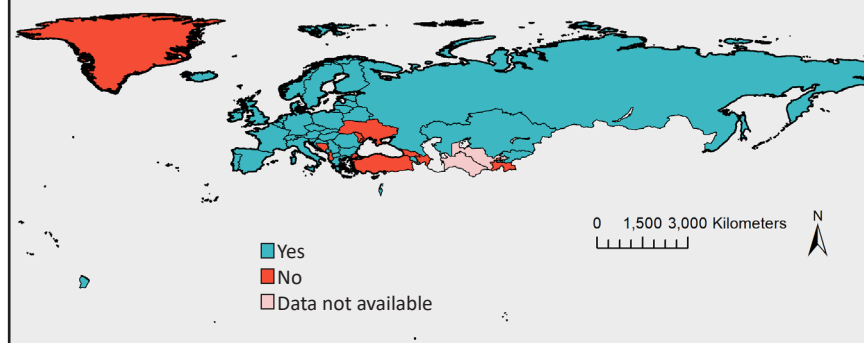 0 1,500 3,000 Kilometers
N
Yes
No
Data not available